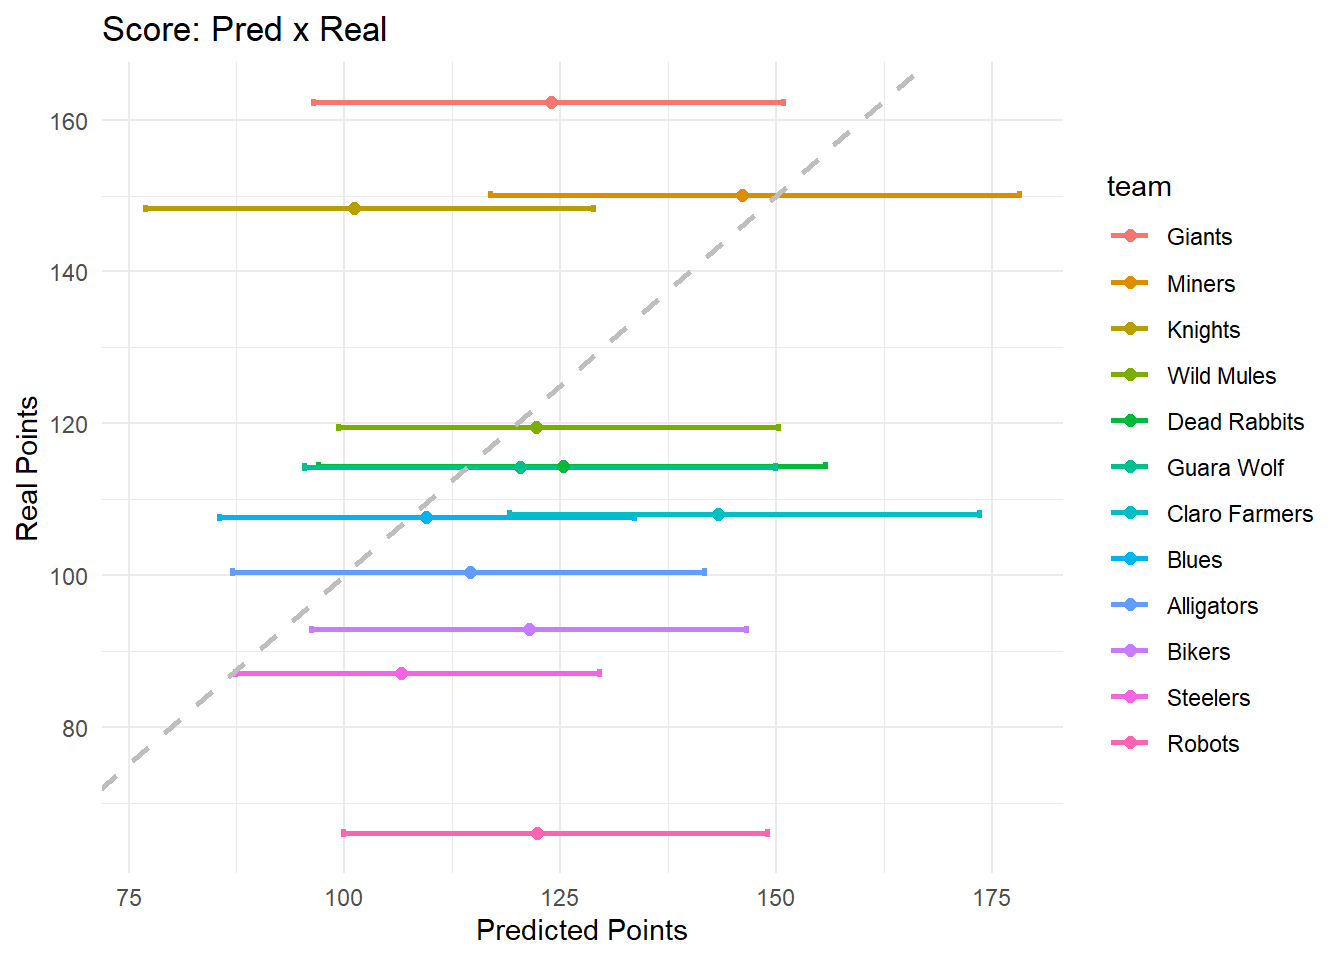 Score: Pred x Real
Real Points
160
140
120
100
80
75
100
125
150
175
Predicted Points
team
Giants
Miners
Knights
Wild Mules
Dead Rabbits
Guara Wolf
Claro Farmers
Blues
Alligators
Bikers
Steelers
Robots